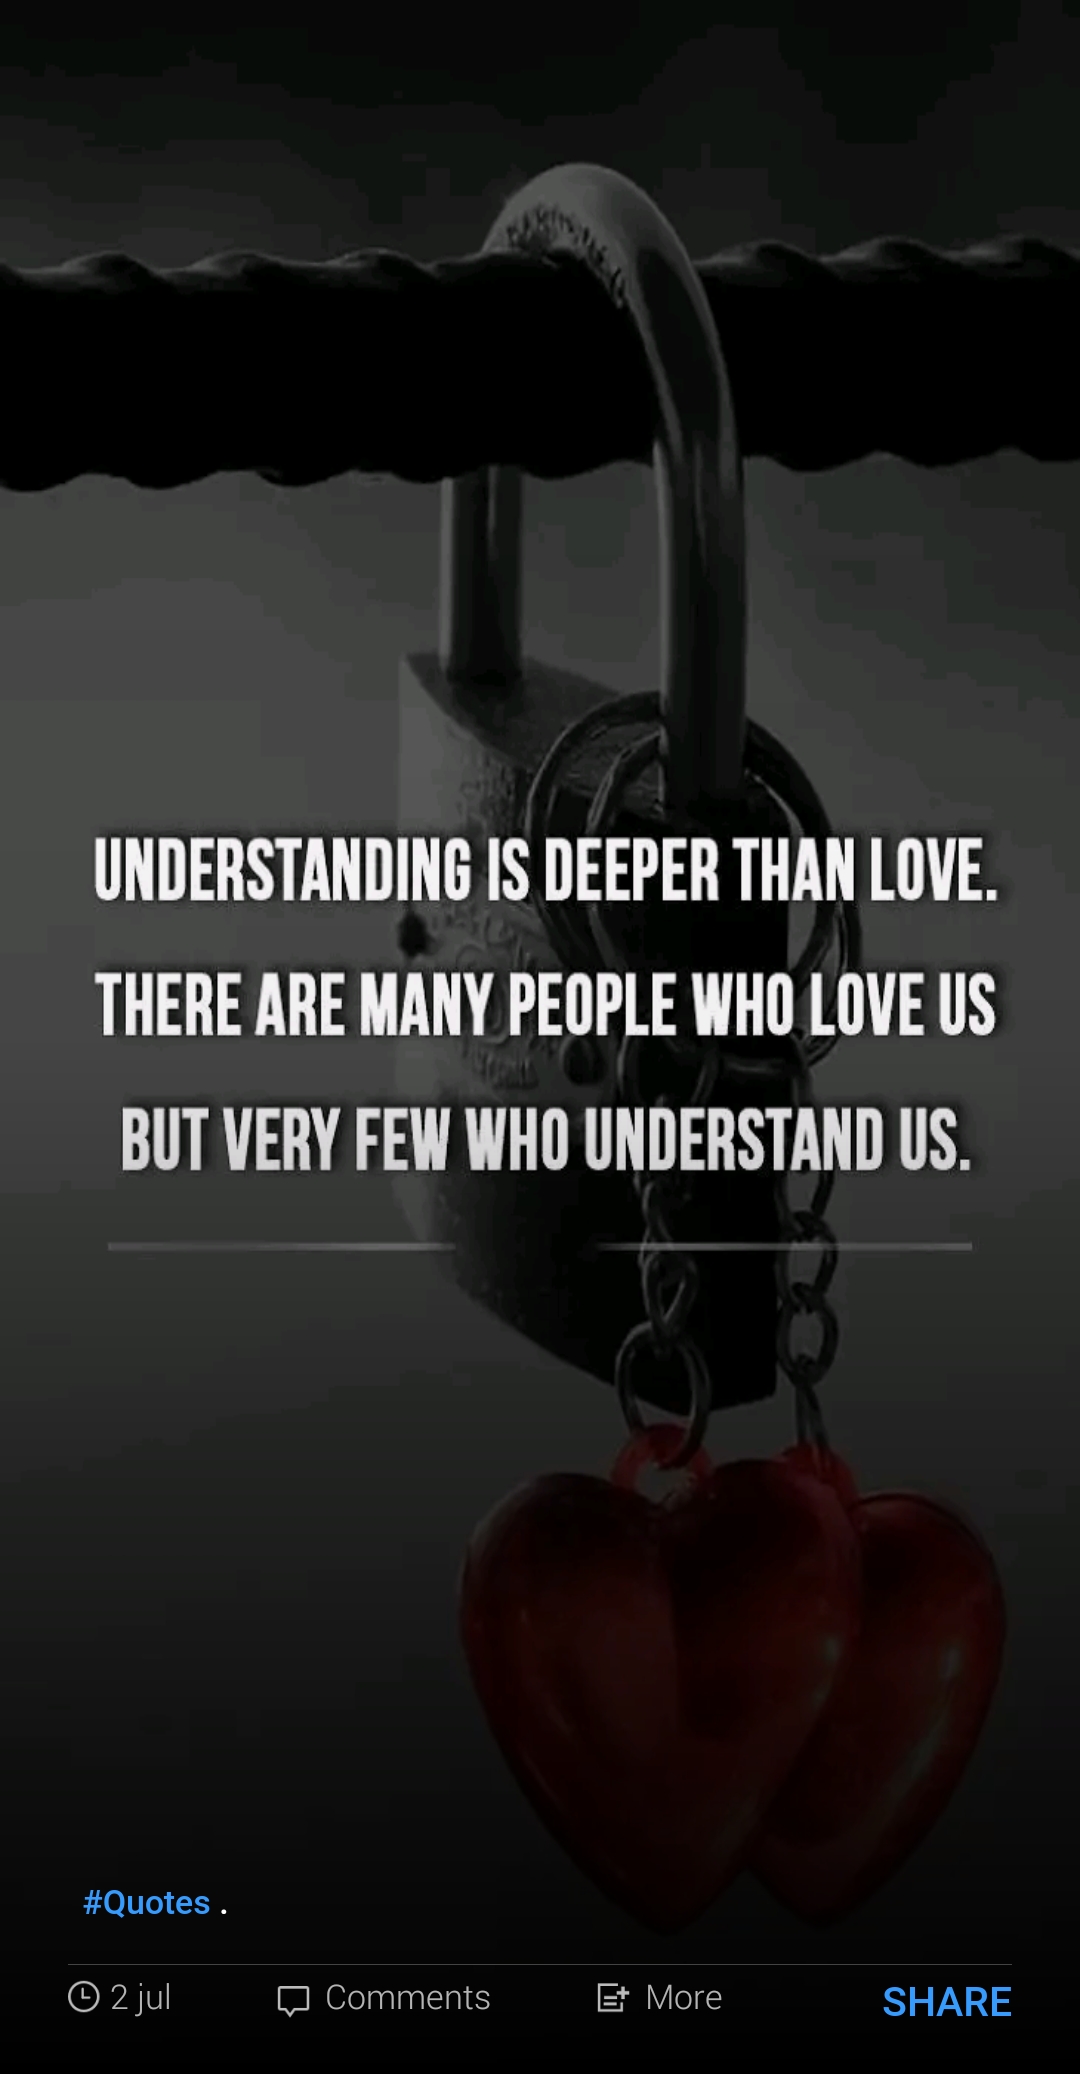 UNDERSTANDING IS DEEPER THAN LOVE.
THERE ARE MANY PEOPLE WHO LOVE US
BUT VERY FEW WHO UNDERSTAND US.
#Quotes .
2 jul
Comments
More
SHARE